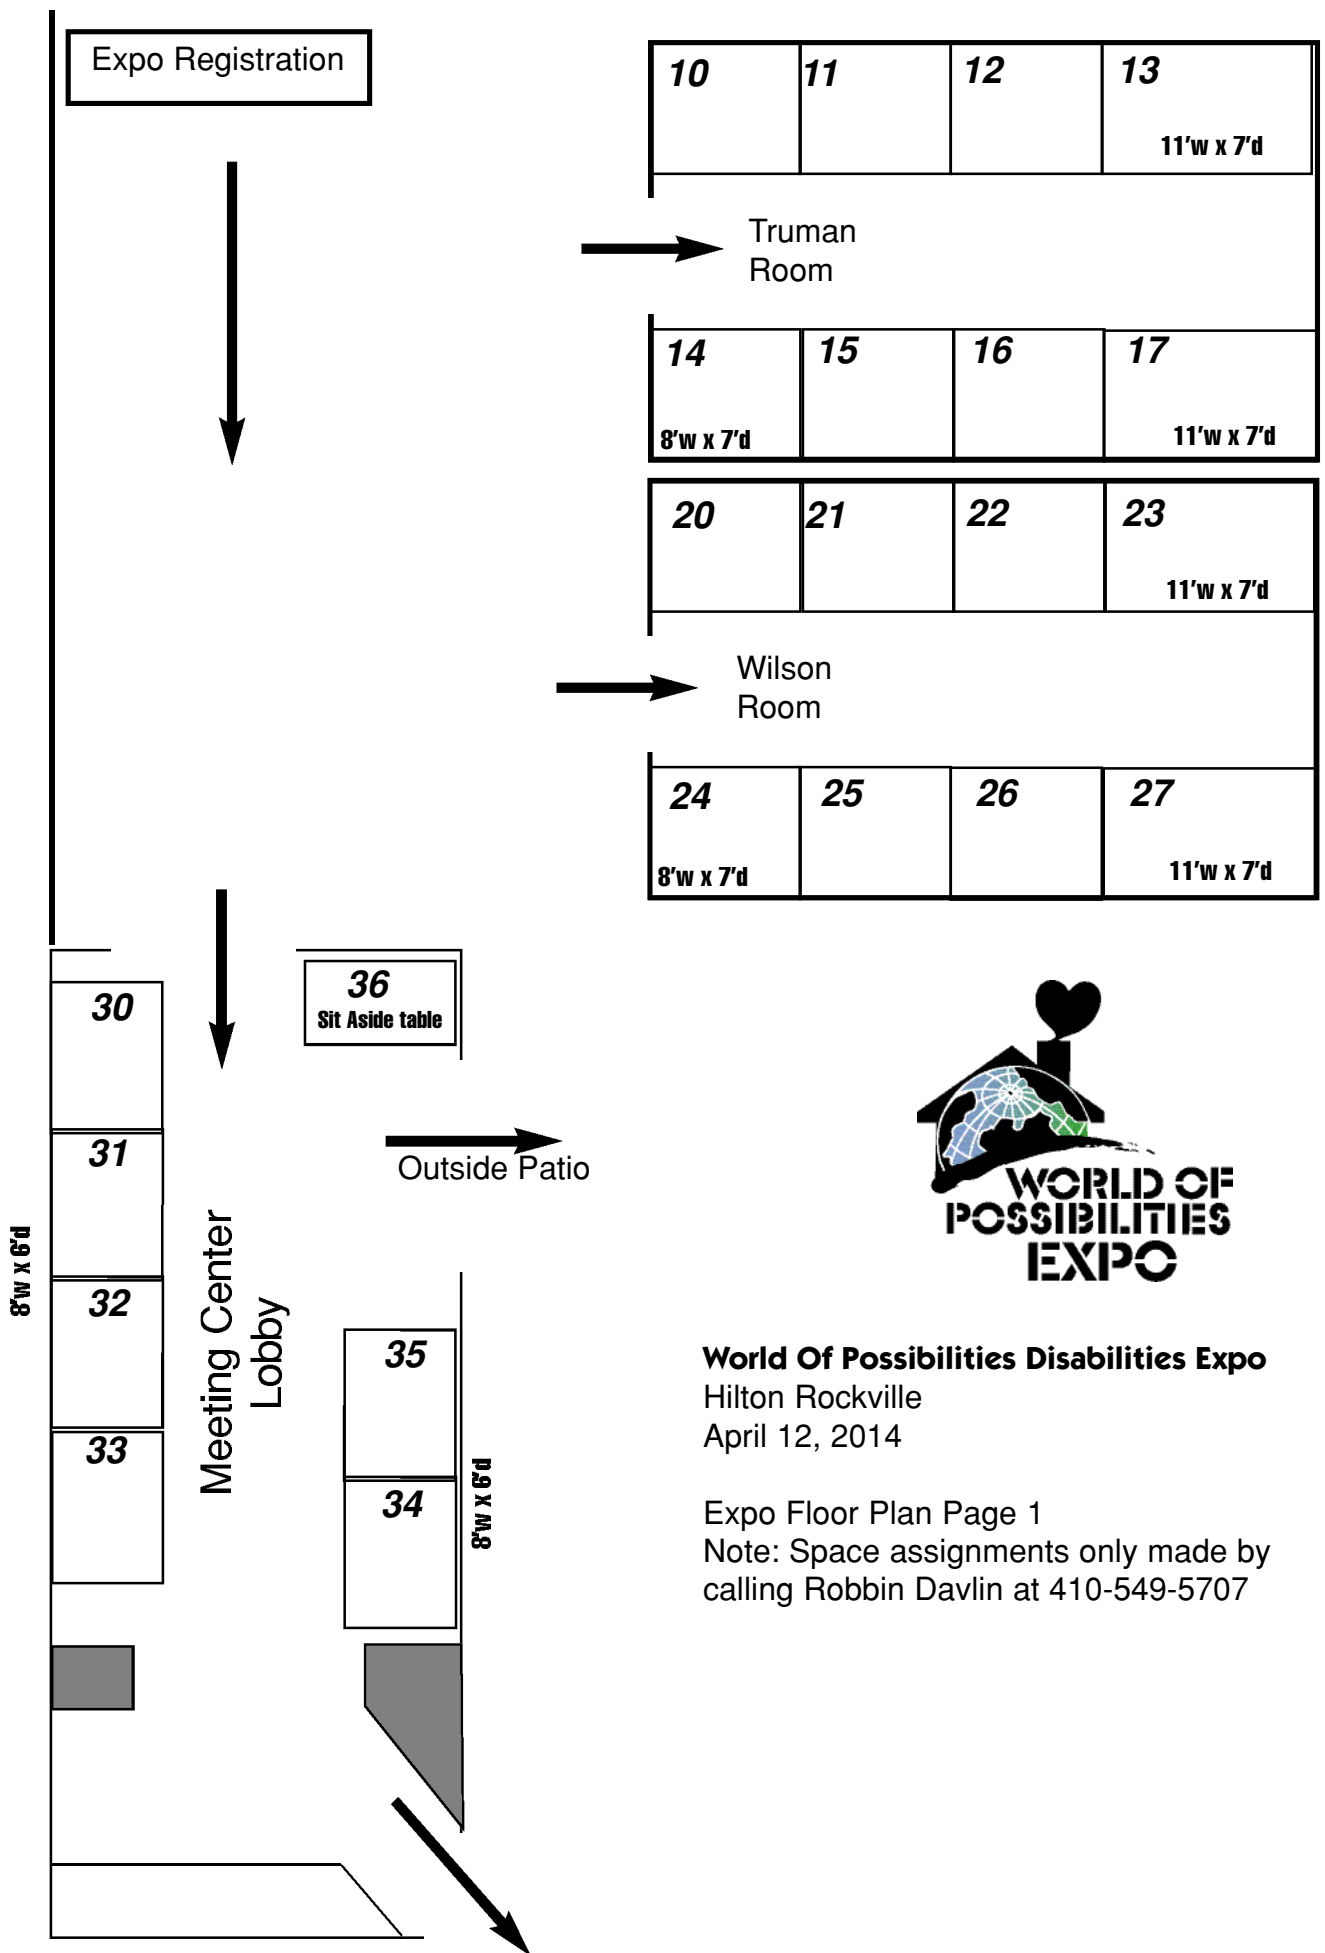 Expo Registration
10
11
12
13
11'w x 7'd
Truman
Room
14
15
16
17
8'w x 7'd
11'w x 7'd
20
21
22
23
11'w x 7'd
Wilson
Room
24
25
26
27
8'w x 7'd
11'w x 7'd
36
Sit Aside table
30
31
32
33
8'w x 6'd
Meeting Center
Lobby
Outside Patio
35
34
8'w x 6'd
WORLD OF
POSSIBILITIES
EXPO
World Of Possibilities Disabilities Expo
Hilton Rockville
April 12, 2014
Expo Floor Plan Page 1
Note: Space assignments only made by
calling Robbin Davlin at 410-549-5707